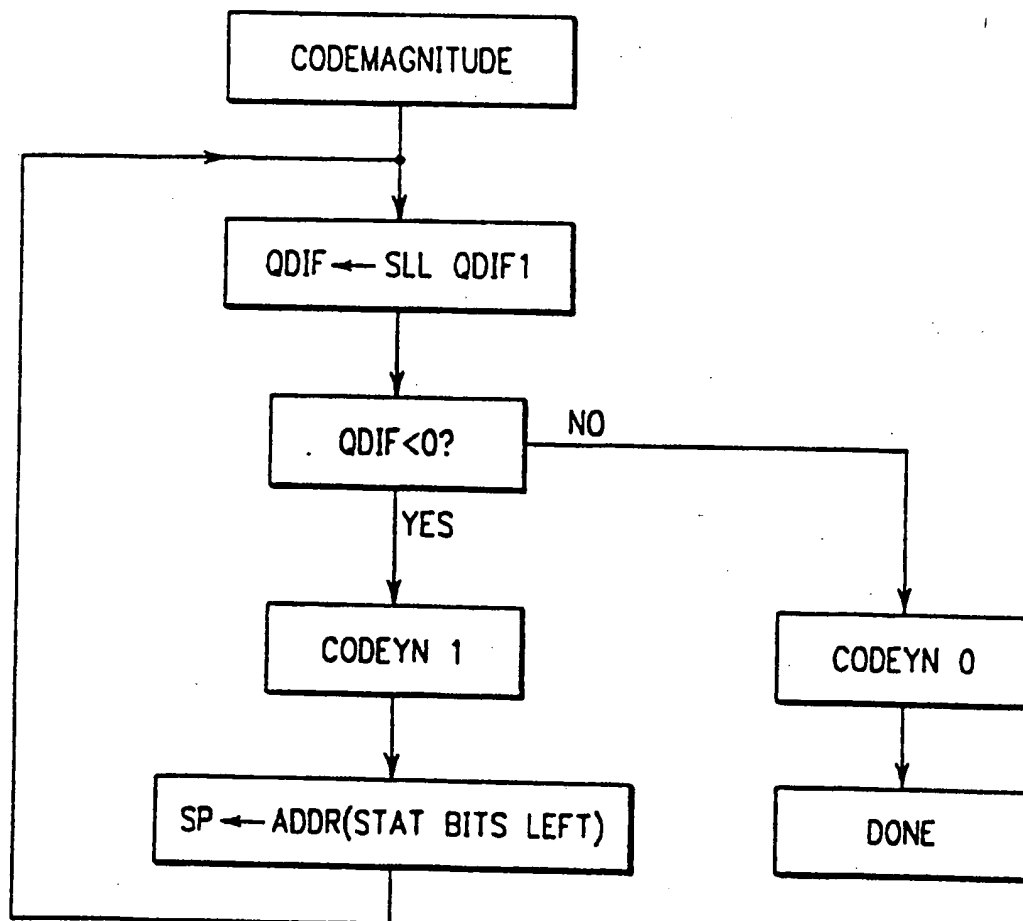 CODEMAGNITUDE
QDIF ← SLL QDIF1
QDIF<0?
NO
YES
CODEYN 1
CODEYN 0
SP ← ADDR(STAT BITS LEFT)
DONE